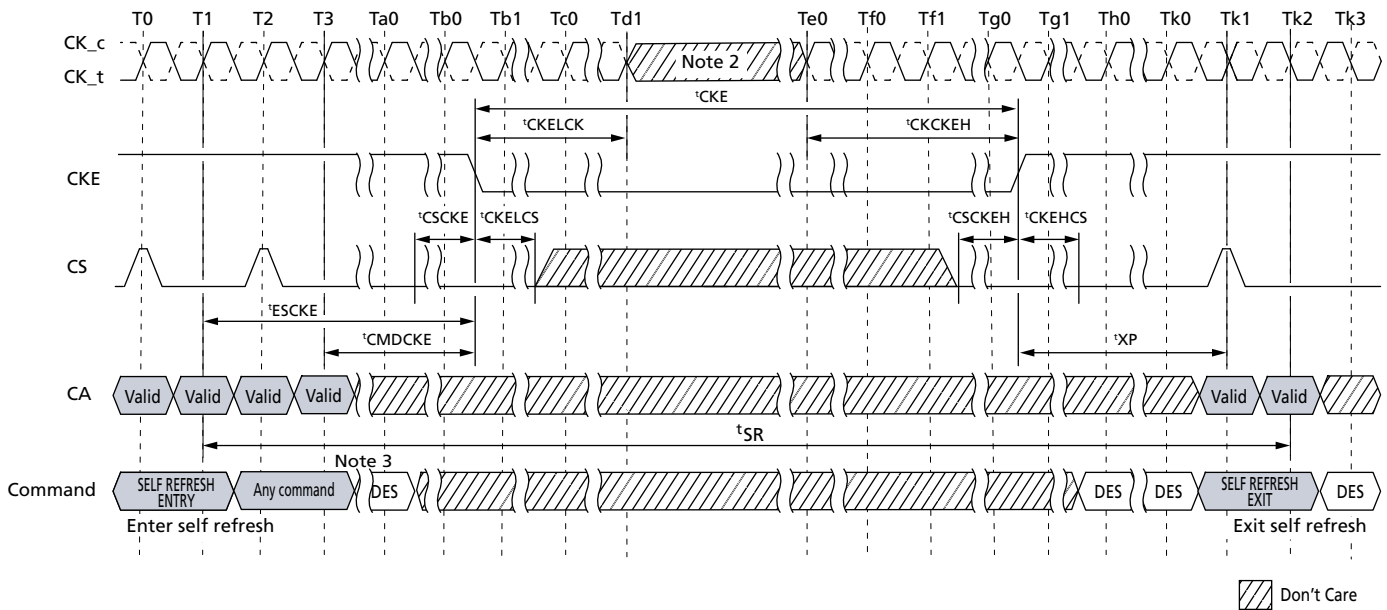 T0 T1 T2 T3 Ta0 Tb0 Tb1 Tc0 Td1 Te0 Tf0 Tf1 Tg0 Tg1 Th0 Tk0 Tk1 Tk2 Tk3
CK_c
CK_t
Note 2
tCKE
tCKELCK tCKCKEH
CKE
tCSCKE tCKELCS tCSCKEH tCKEHCS
CS
tESCKE
tCMDCKE tXP
CA Valid Valid Valid Valid Valid Valid
tSR
Note 3
Command SELF REFRESH ENTRY Any command DES DES DES SELF REFRESH EXIT DES
Enter self refresh Exit self refresh
Don't Care